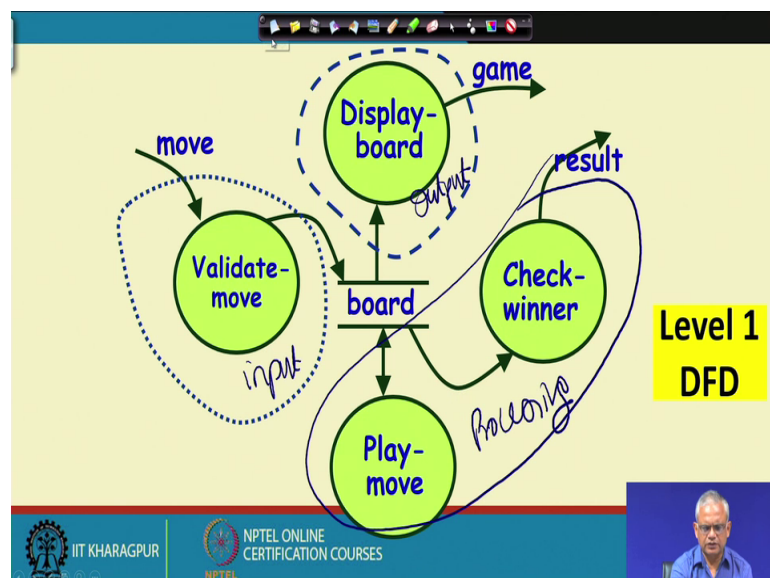 game
Display-
board
move
output
result
Validate-
move
board
Check-
winner
Level 1
DFD
input
Processing
Play-
move
IIT KHARAGPUR
NPTEL ONLINE
CERTIFICATION COURSES
NPTEL